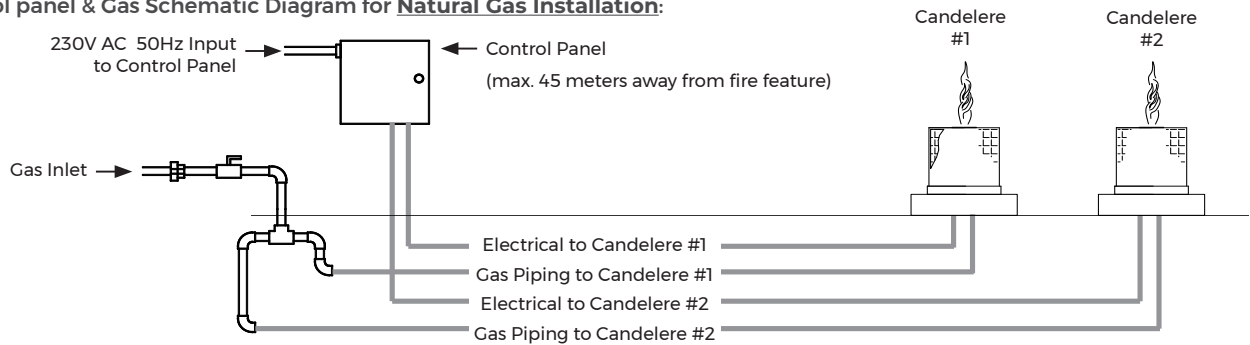 panel & Gas Schematic Diagram for Natural Gas Installation:
Candelere
#1
Candelere
#2
230V AC 50Hz Input
to Control Panel
Control Panel
(max. 45 meters away from fire feature)
Gas Inlet
Electrical to Candelere #1
Gas Piping to Candelere #1
Electrical to Candelere #2
Gas Piping to Candelere #2